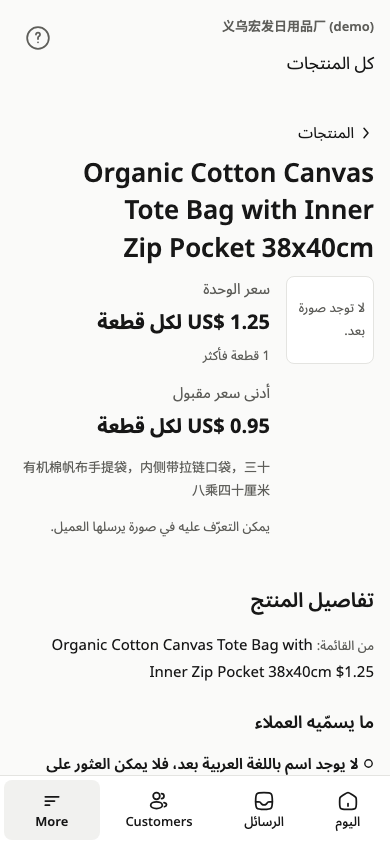 义乌宏发日用品厂 (demo)
كل المنتجات
المنتجات
Organic Cotton Canvas
Tote Bag with Inner
Zip Pocket 38x40cm
لا توجد صورة
بعد.
سعر الوحدة
US$ 1.25 لكل قطعة
1 قطعة فأكثر
أدنى سعر مقبول
US$ 0.95 لكل قطعة
有机棉帆布手提袋，内侧带拉链口袋，三十
八乘四十厘米
يمكن التعرّف عليه في صورة يرسلها العميل.
تفاصيل المنتج
من القائمة: Organic Cotton Canvas Tote Bag with
Inner Zip Pocket 38x40cm $1.25
ما يسمّيه العملاء
لا يوجد اسم باللغة العربية بعد، فلا يمكن العثور على
اليوم
الرسائل
Customers
More